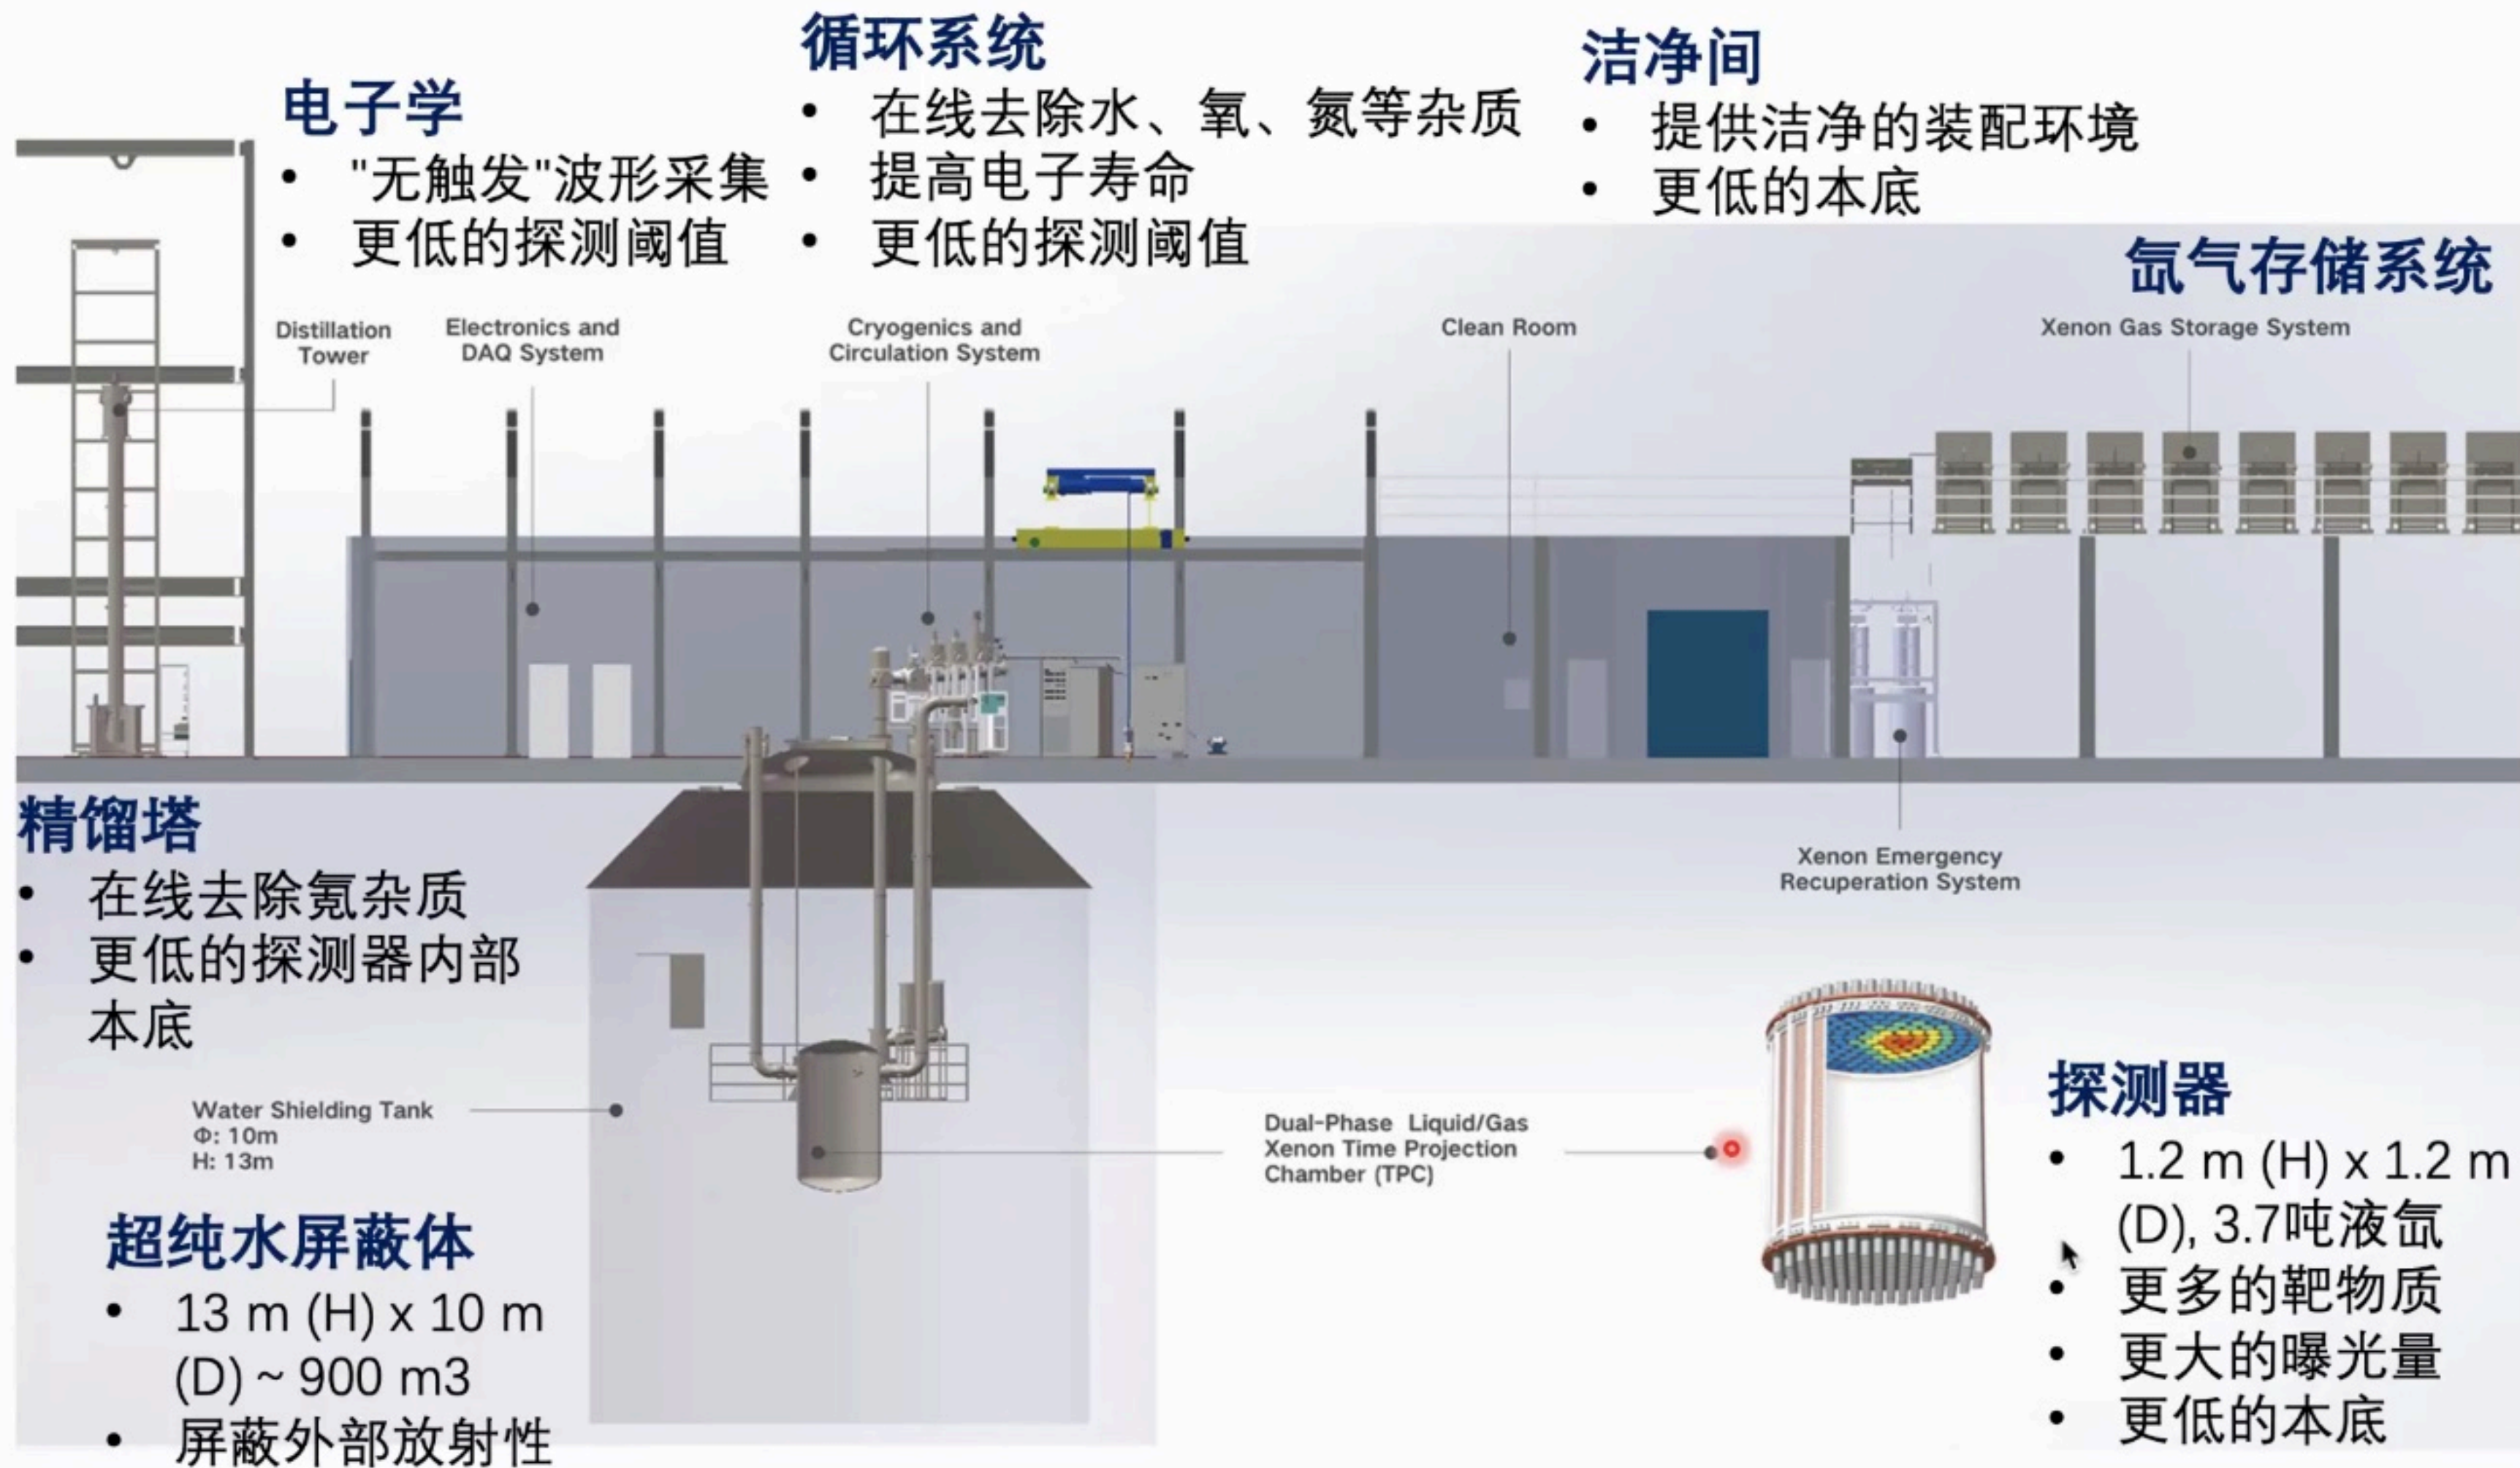 电子学
• "无触发"波形采集
• 更低的探测阈值
循环系统
• 在线去除水、氧、氮等杂质
• 提高电子寿命
• 更低的探测阈值
洁净间
• 提供洁净的装配环境
• 更低的本底
氙气存储系统
Distillation
Tower
Electronics and
DAQ System
Cryogenics and
Circulation System
Clean Room
Xenon Gas Storage System
精馏塔
• 在线去除氪杂质
• 更低的探测器内部
本底
Xenon Emergency
Recuperation System
Water Shielding Tank
Φ: 10m
H: 13m
Dual-Phase Liquid/Gas
Xenon Time Projection
Chamber (TPC)
超纯水屏蔽体
• 13 m (H) x 10 m
(D) ~ 900 m3
• 屏蔽外部放射性
探测器
• 1.2 m (H) x 1.2 m
(D), 3.7吨液氙
• 更多的靶物质
• 更大的曝光量
• 更低的本底